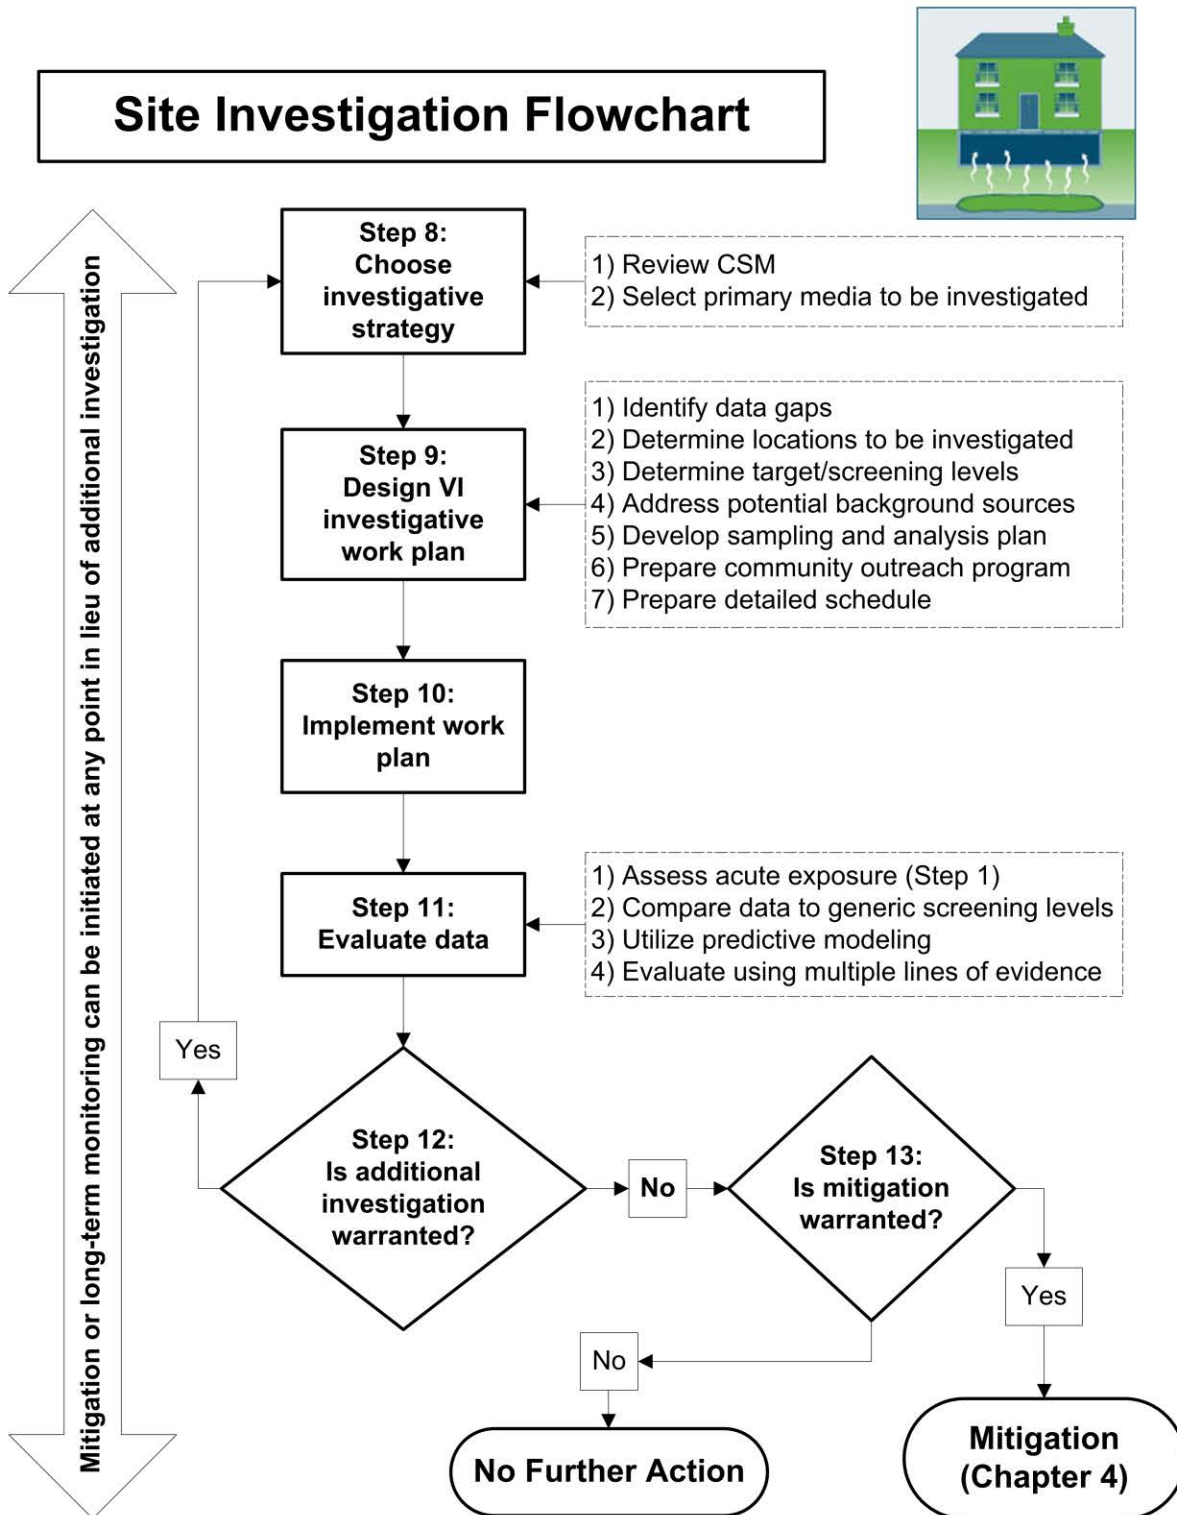 Site Investigation Flowchart
Mitigation or long-term monitoring can be initiated at any point in lieu of additional investigation
Step 8:
Choose
investigative
strategy
1) Review CSM
2) Select primary media to be investigated
Step 9:
Design VI
investigative
work plan
1) Identify data gaps
2) Determine locations to be investigated
3) Determine target/screening levels
4) Address potential background sources
5) Develop sampling and analysis plan
6) Prepare community outreach program
7) Prepare detailed schedule
Step 10:
Implement work
plan
Step 11:
Evaluate data
1) Assess acute exposure (Step 1)
2) Compare data to generic screening levels
3) Utilize predictive modeling
4) Evaluate using multiple lines of evidence
Yes
Step 12:
Is additional
investigation
warranted?
No
Step 13:
Is mitigation
warranted?
Yes
No
No Further Action
Mitigation
(Chapter 4)